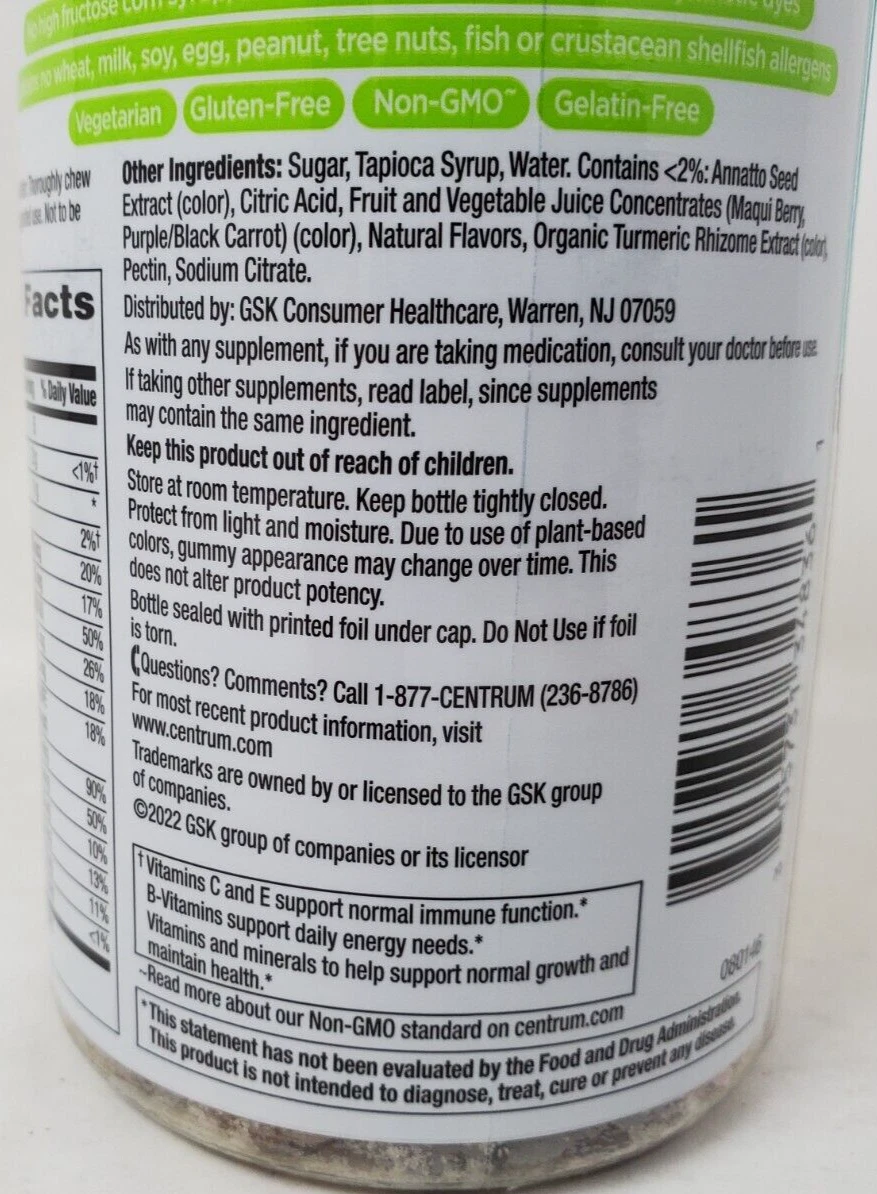 high fructose
no wheat, milk, soy, egg, peanut, tree nuts, fish or crustacean shellfish allergens
Vegetarian Gluten-Free Non-GMO~ Gelatin-Free
Thoroughly chew
Not to be
Facts
% Daily Value
<1%†
*
2%†
20%
17%
50%
26%
18%
18%
90%
50%
10%
13%
11%
<1%
Other Ingredients: Sugar, Tapioca Syrup, Water. Contains <2%: Annatto Seed
Extract (color), Citric Acid, Fruit and Vegetable Juice Concentrates (Maqui Berry,
Purple/Black Carrot) (color), Natural Flavors, Organic Turmeric Rhizome Extract (color),
Pectin, Sodium Citrate.
Distributed by: GSK Consumer Healthcare, Warren, NJ 07059
As with any supplement, if you are taking medication, consult your doctor before use.
If taking other supplements, read label, since supplements
may contain the same ingredient.
Keep this product out of reach of children.
Store at room temperature. Keep bottle tightly closed.
Protect from light and moisture. Due to use of plant-based
colors, gummy appearance may change over time. This
does not alter product potency.
Bottle sealed with printed foil under cap. Do Not Use if foil
is torn.
Questions? Comments? Call 1-877-CENTRUM (236-8786)
For most recent product information, visit
www.centrum.com
Trademarks are owned by or licensed to the GSK group
of companies.
©2022 GSK group of companies or its licensor
†Vitamins C and E support normal immune function.*
B-Vitamins support daily energy needs.*
Vitamins and minerals to help support normal growth and
maintain health.*
~Read more about our Non-GMO standard on centrum.com
*This statement has not been evaluated by the Food and Drug Administration.
This product is not intended to diagnose, treat, cure or prevent any disease.
080146